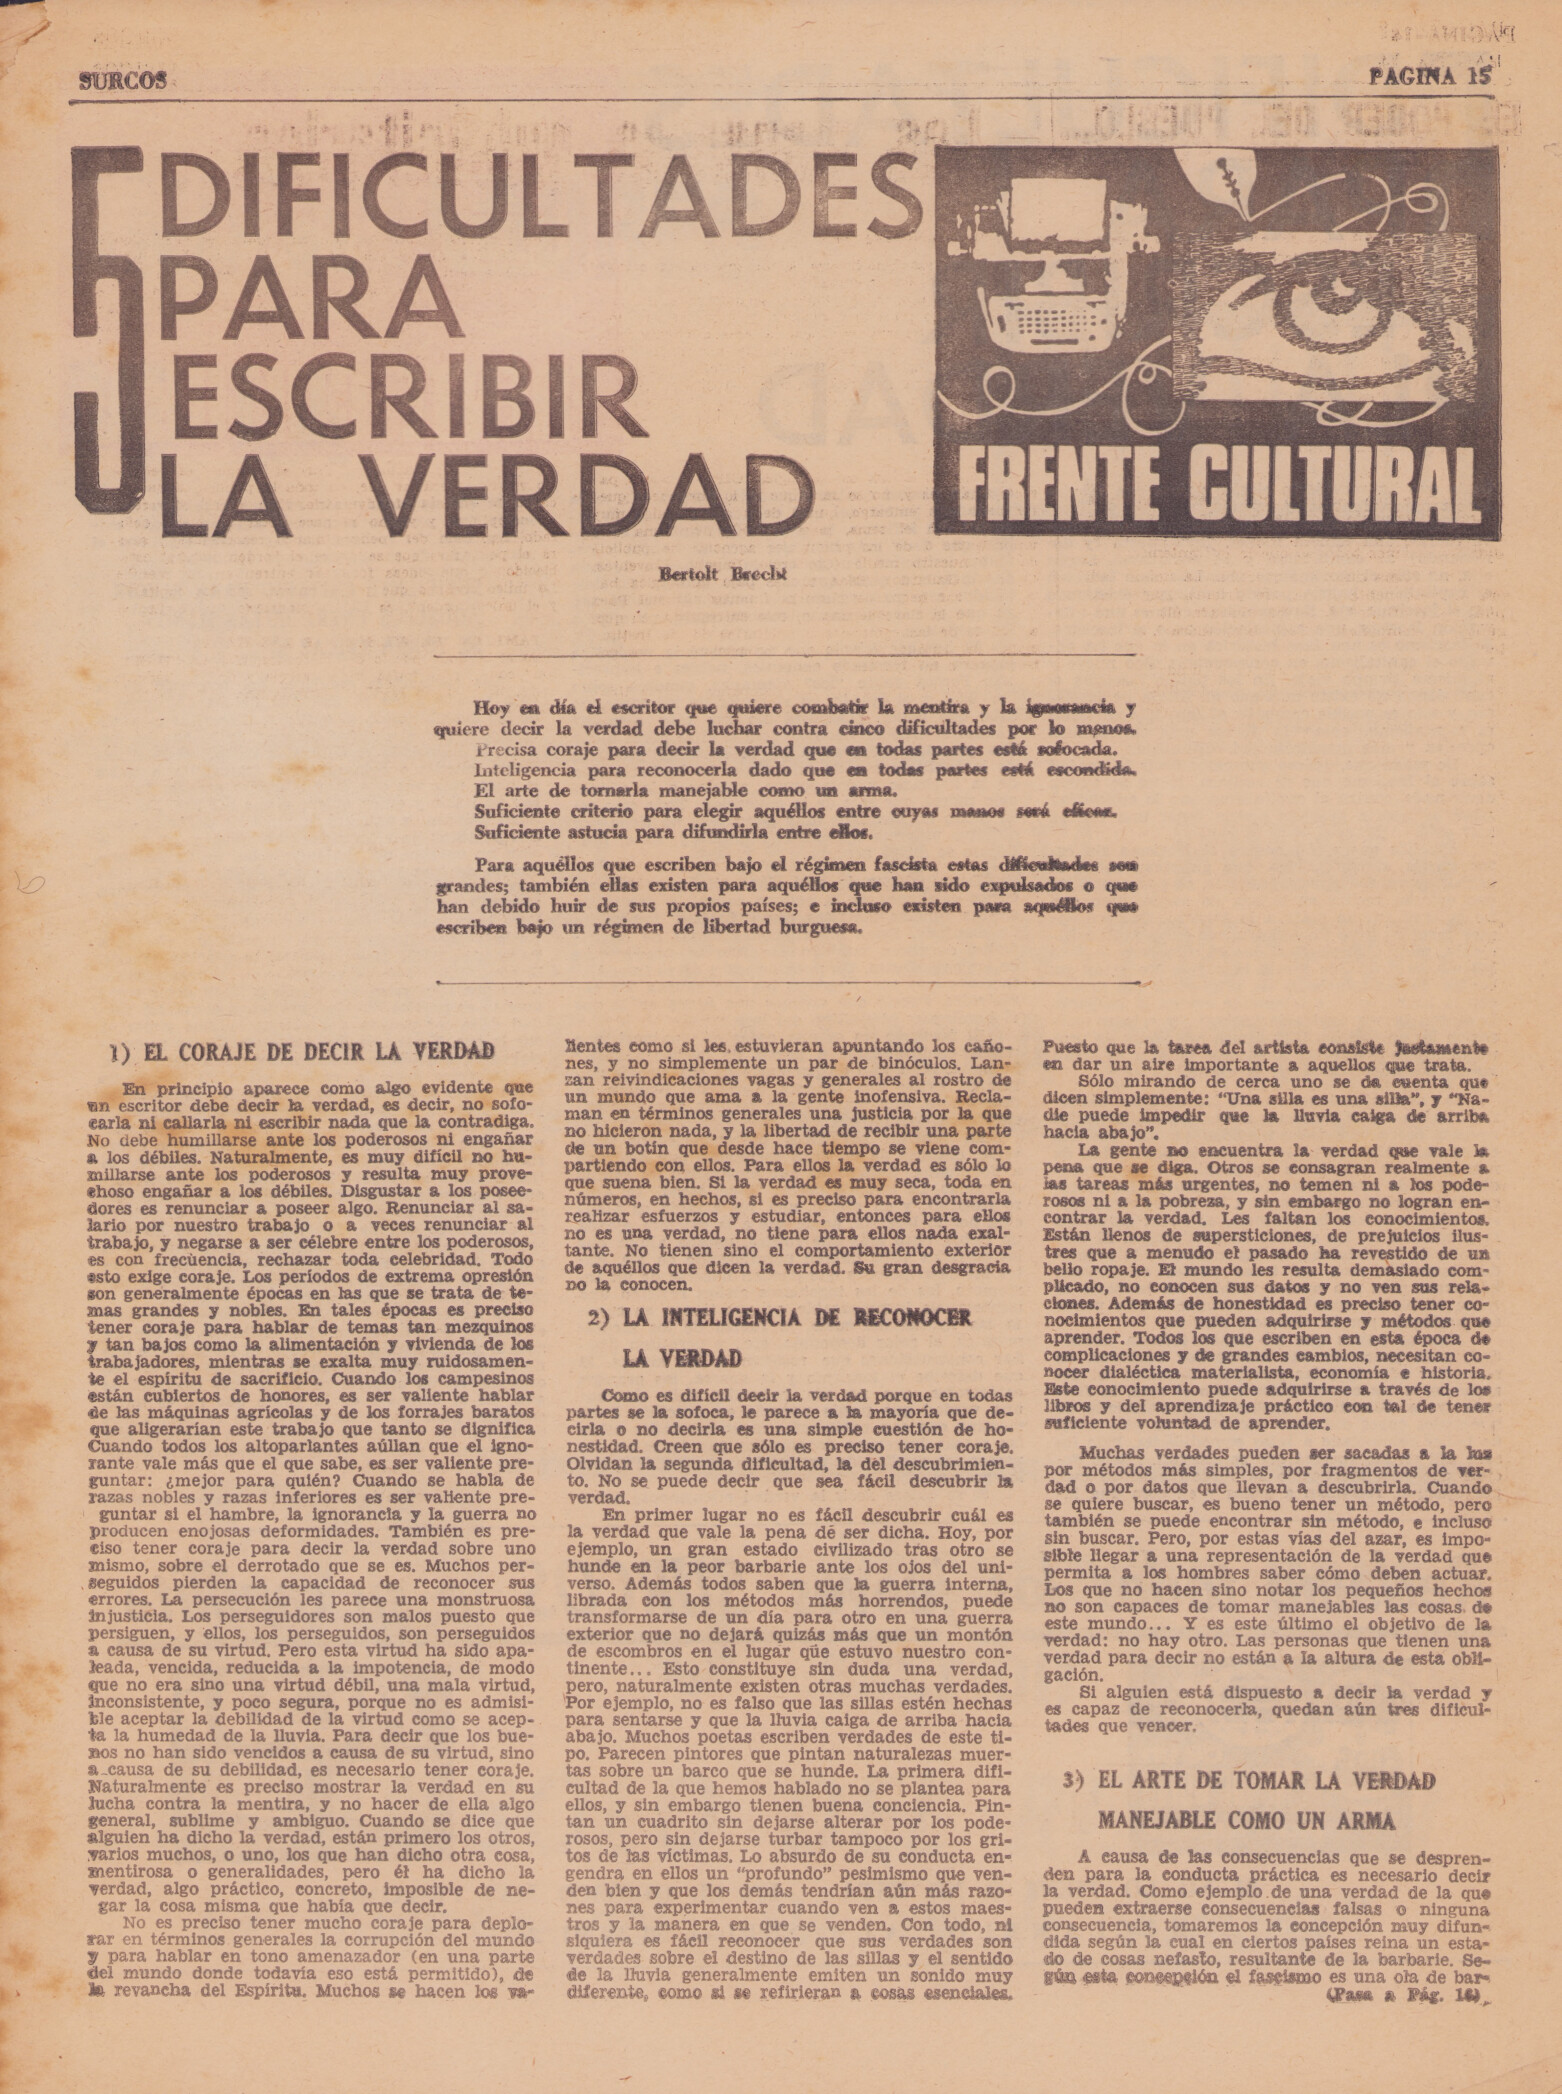 SURCOS
PAGINA 15
5 DIFICULTADES
PARA
ESCRIBIR
LA VERDAD
FRENTE CULTURAL
Bertolt Brecht
Hoy en día el escritor que quiere combatir la mentira y la ignorancia y
quiere decir la verdad debe luchar contra cinco dificultades por lo menos.
Precisa coraje para decir la verdad que en todas partes está sofocada.
Inteligencia para reconocerla dado que en todas partes está escondida.
El arte de tornarla manejable como un arma.
Suficiente criterio para elegir aquéllos entre cuyas manos será eficaz.
Suficiente astucia para difundirla entre ellos.
Para aquéllos que escriben bajo el régimen fascista estas dificultades son
grandes; también ellas existen para aquéllos que han sido expulsados o que
han debido huir de sus propios países; e incluso existen para aquéllos que
escriben bajo un régimen de libertad burguesa.
1) EL CORAJE DE DECIR LA VERDAD
En principio aparece como algo evidente que
un escritor debe decir la verdad, es decir, no sofo-
carla ni callarla ni escribir nada que la contradiga.
No debe humillarse ante los poderosos ni engañar
a los débiles. Naturalmente, es muy difícil no hu-
millarse ante los poderosos y resulta muy prove-
choso engañar a los débiles. Disgustar a los posee-
dores es renunciar a poseer algo. Renunciar al sa-
lario por nuestro trabajo o a veces renunciar al
trabajo, y negarse a ser célebre entre los poderosos,
es con frecuencia, rechazar toda celebridad. Todo
esto exige coraje. Los períodos de extrema opresión
son generalmente épocas en las que se trata de te-
mas grandes y nobles. En tales épocas es preciso
tener coraje para hablar de temas tan mezquinos
y tan bajos como la alimentación y vivienda de los
trabajadores, mientras se exalta muy ruidosamen-
te el espíritu de sacrificio. Cuando los campesinos
están cubiertos de honores, es ser valiente hablar
de las máquinas agrícolas y de los forrajes baratos
que aligerarían este trabajo que tanto se dignifica
Cuando todos los altoparlantes aúllan que el igno-
rante vale más que el que sabe, es ser valiente pre-
guntar: ¿mejor para quién? Cuando se habla de
razas nobles y razas inferiores es ser valiente pre-
guntar si el hambre, la ignorancia y la guerra no
producen enojosas deformidades. También es pre-
ciso tener coraje para decir la verdad sobre uno
mismo, sobre el derrotado que se es. Muchos per-
seguidos pierden la capacidad de reconocer sus
errores. La persecución les parece una monstruosa
injusticia. Los perseguidores son malos puesto que
persiguen, y ellos, los perseguidos, son perseguidos
a causa de su virtud. Pero esta virtud ha sido apa-
leada, vencida, reducida a la impotencia, de modo
que no era sino una virtud débil, una mala virtud,
inconsistente, y poco segura, porque no es admisi-
ble aceptar la debilidad de la virtud como se acep-
ta la humedad de la lluvia. Para decir que los bue-
nos no han sido vencidos a causa de su virtud, sino
a causa de su debilidad, es necesario tener coraje.
Naturalmente es preciso mostrar la verdad en su
lucha contra la mentira, y no hacer de ella algo
general, sublime y ambiguo. Cuando se dice que
alguien ha dicho la verdad, están primero los otros,
varios muchos, o uno, los que han dicho otra cosa,
mentirosa o generalidades, pero él ha dicho la
verdad, algo práctico, concreto, imposible de ne-
gar la cosa misma que había que decir.
No es preciso tener mucho coraje para deplo-
rar en términos generales la corrupción del mundo
y para hablar en tono amenazador (en una parte
del mundo donde todavía eso está permitido), de
la revancha del Espíritu. Muchos se hacen los va-
lientes como si les estuvieran apuntando los caño-
nes, y no simplemente un par de binóculos. Lan-
zan reivindicaciones vagas y generales al rostro de
un mundo que ama a la gente inofensiva. Recla-
man en términos generales una justicia por la que
no hicieron nada, y la libertad de recibir una parte
de un botín que desde hace tiempo se viene com-
partiendo con ellos. Para ellos la verdad es sólo lo
que suena bien. Si la verdad es muy seca, toda en
números, en hechos, si es preciso para encontrarla
realizar esfuerzos y estudiar, entonces para ellos
no es una verdad, no tiene para ellos nada exal-
tante. No tienen sino el comportamiento exterior
de aquéllos que dicen la verdad. Su gran desgracia
no la conocen.
2) LA INTELIGENCIA DE RECONOCER
LA VERDAD
Como es difícil decir la verdad porque en todas
partes se la sofoca, le parece a la mayoría que de-
cirla o no decirla es una simple cuestión de ho-
nestidad. Creen que sólo es preciso tener coraje.
Olvidan la segunda dificultad, la del descubrimien-
to. No se puede decir que sea fácil descubrir la
verdad.
En primer lugar no es fácil descubrir cuál es
la verdad que vale la pena de ser dicha. Hoy, por
ejemplo, un gran estado civilizado tras otro se
hunde en la peor barbarie ante los ojos del uni-
verso. Además todos saben que la guerra interna,
librada con los métodos más horrendos, puede
transformarse de un día para otro en una guerra
exterior que no dejará quizás más que un montón
de escombros en el lugar que estuvo nuestro con-
tinente... Esto constituye sin duda una verdad,
pero, naturalmente existen otras muchas verdades.
Por ejemplo, no es falso que las sillas estén hechas
para sentarse y que la lluvia caiga de arriba hacia
abajo. Muchos poetas escriben verdades de este ti-
po. Parecen pintores que pintan naturalezas muer-
tas sobre un barco que se hunde. La primera difi-
cultad de la que hemos hablado no se plantea para
ellos, y sin embargo tienen buena conciencia. Pin-
tan un cuadrito sin dejarse alterar por los pode-
rosos, pero sin dejarse turbar tampoco por los gri-
tos de las víctimas. Lo absurdo de su conducta en-
gendra en ellos un "profundo" pesimismo que ven-
den bien y que los demás tendrían aún más razo-
nes para experimentar cuando ven a estos maes-
tros y la manera en que se venden. Con todo, ni
siquiera es fácil reconocer que sus verdades son
verdades sobre el destino de las sillas y el sentido
de la lluvia generalmente emiten un sonido muy
diferente, como si se refirieran a cosas esenciales.
Puesto que la tarea del artista consiste justamente
en dar un aire importante a aquellos que trata.
Sólo mirando de cerca uno se da cuenta que
dicen simplemente: "Una silla es una silla", y "Na-
die puede impedir que la lluvia caiga de arriba
hacia abajo".
La gente no encuentra la verdad que vale la
pena que se diga. Otros se consagran realmente a
las tareas más urgentes, no temen ni a los pode-
rosos ni a la pobreza, y sin embargo no logran en-
contrar la verdad. Les faltan los conocimientos.
Están llenos de supersticiones, de prejuicios ilus-
tres que a menudo el pasado ha revestido de un
bello ropaje. El mundo les resulta demasiado com-
plicado, no conocen sus datos y no ven sus rela-
ciones. Además de honestidad es preciso tener co-
nocimientos que pueden adquirirse y métodos que
aprender. Todos los que escriben en esta época de
complicaciones y de grandes cambios, necesitan co-
nocer dialéctica materialista, economía e historia.
Este conocimiento puede adquirirse a través de los
libros y del aprendizaje práctico con tal de tener
suficiente voluntad de aprender.
Muchas verdades pueden ser sacadas a la luz
por métodos más simples, por fragmentos de ver-
dad o por datos que llevan a descubrirla. Cuando
se quiere buscar, es bueno tener un método, pero
también se puede encontrar sin método, e incluso
sin buscar. Pero, por estas vías del azar, es impo-
sible llegar a una representación de la verdad que
permita a los hombres saber cómo deben actuar.
Los que no hacen sino notar los pequeños hechos
no son capaces de tomar manejables las cosas de
este mundo... Y es este último el objetivo de la
verdad: no hay otro. Las personas que tienen una
verdad para decir no están a la altura de esta obli-
gación.
Si alguien está dispuesto a decir la verdad y
es capaz de reconocerla, quedan aún tres dificul-
tades que vencer.
3) EL ARTE DE TOMAR LA VERDAD
MANEJABLE COMO UN ARMA
A causa de las consecuencias que se despren-
den para la conducta práctica es necesario decir
la verdad. Como ejemplo de una verdad de la que
pueden extraerse consecuencias falsas o ninguna
consecuencia, tomaremos la concepción muy difun-
dida según la cual en ciertos países reina un esta-
do de cosas nefasto, resultante de la barbarie. Se-
gún esta concepción el fascismo es una ola de bar-
(Pasa a Pág. 16)